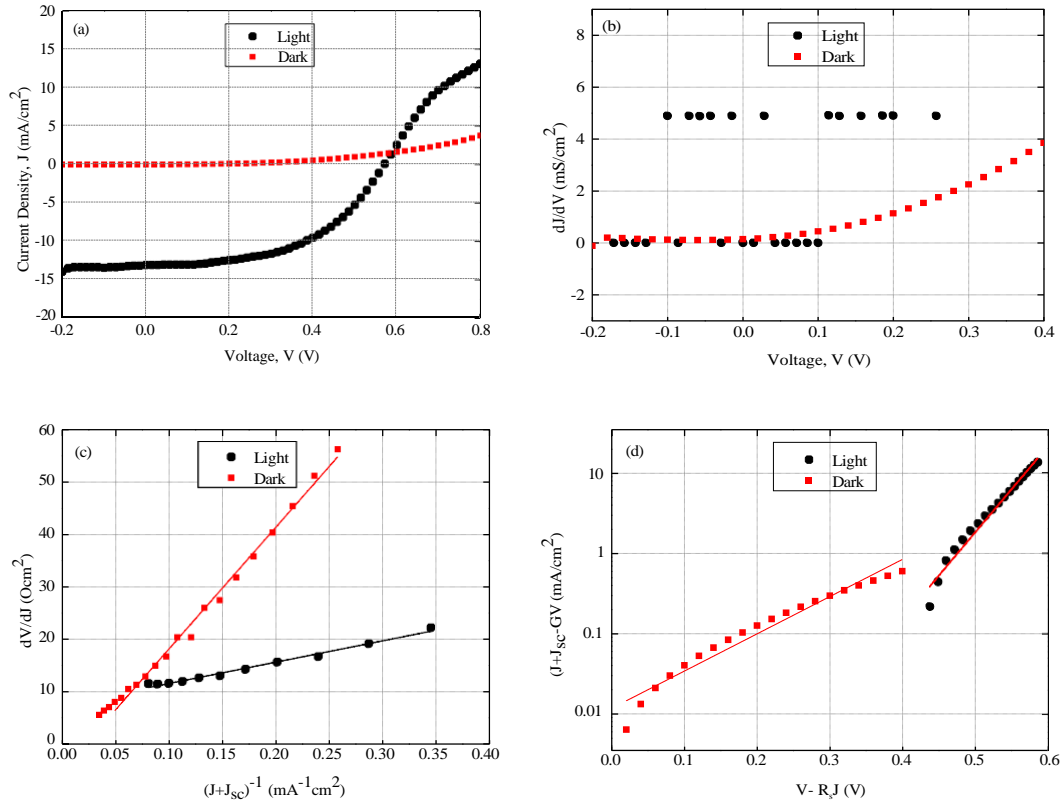 (a)
Light
Dark
Current Density, J (mA/cm²)
20
15
10
5
0
-5
-10
-15
20
-0.2
0.0
0.2
0.4
0.6
0.8
Voltage, V (V)
(b)
Light
Dark
dJ/dV (mS/cm²)
8
6
4
2
0
-2
-0.2
-0.1
0.0
0.1
0.2
0.3
0.4
Voltage, V (V)
(c)
Light
Dark
dV/dJ (Ocm²)
60
50
40
30
20
10
0
0.00
0.05
0.10
0.15
0.20
0.25
0.30
0.35
0.40
(J+Jsc)⁻¹ (mA⁻¹cm²)
(d)
Light
Dark
(J+Jsc-GV (mA/cm²)
10
1
0.1
0.01
0.0
0.1
0.2
0.3
0.4
0.5
0.6
V- RsJ (V)